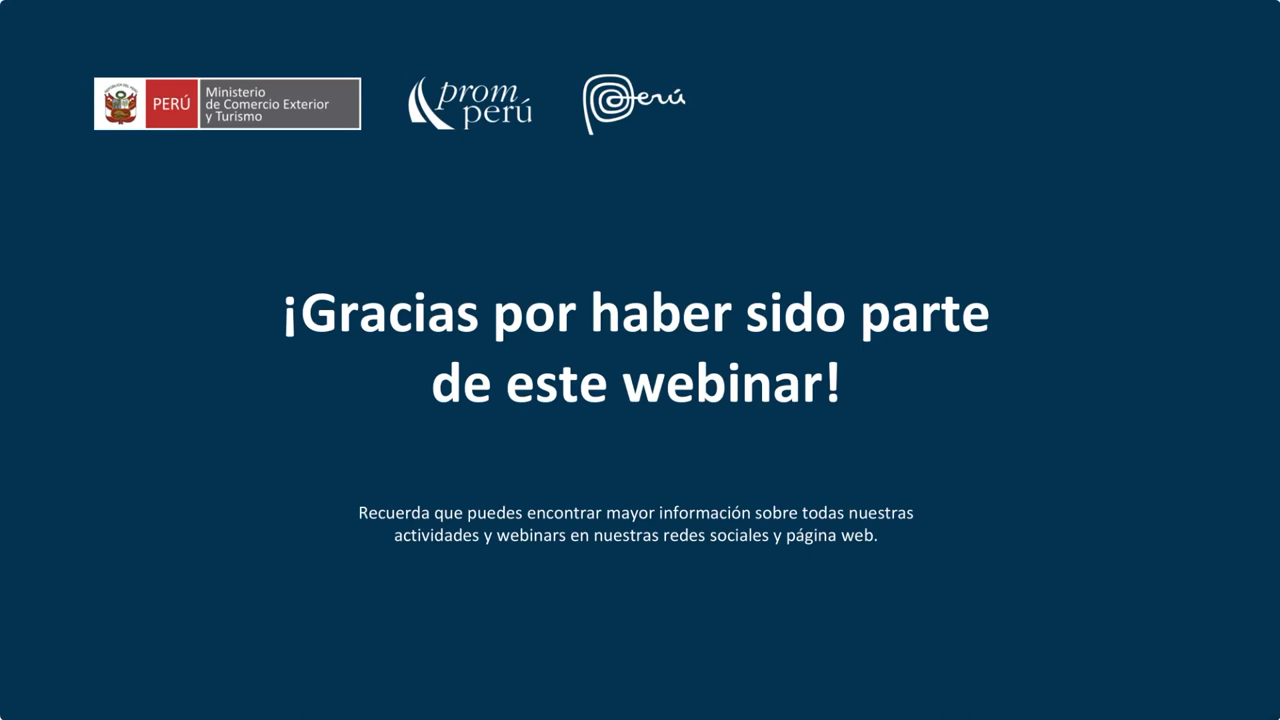 PERÚ
Ministerio
de Comercio Exterior
y Turismo
prom
perú
Perú
¡Gracias por haber sido parte
de este webinar!
Recuerda que puedes encontrar mayor información sobre todas nuestras
actividades y webinars en nuestras redes sociales y página web.